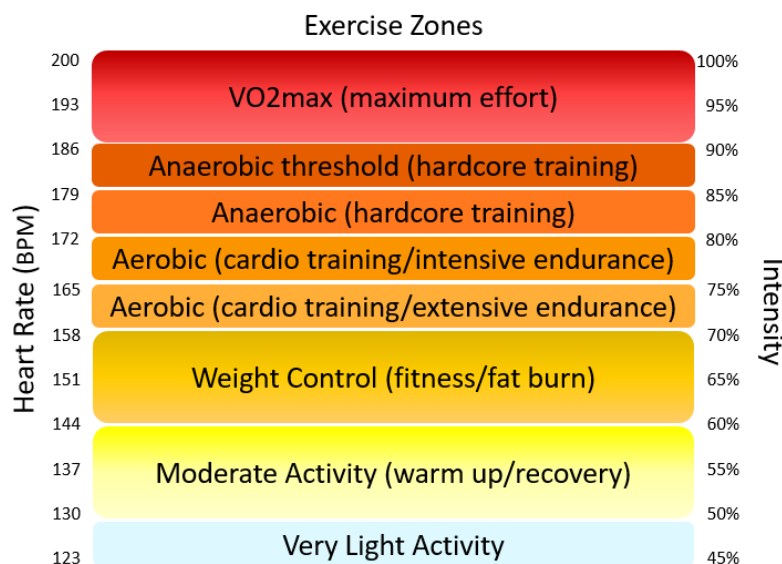 Exercise Zones
200
100%
VO2max (maximum effort)
193
95%
186
90%
Anaerobic threshold (hardcore training)
179
85%
Anaerobic (hardcore training)
172
80%
Aerobic (cardio training/intensive endurance)
165
75%
Aerobic (cardio training/extensive endurance)
158
70%
Weight Control (fitness/fat burn)
151
65%
144
60%
Moderate Activity (warm up/recovery)
137
55%
130
50%
Very Light Activity
123
45%
Heart Rate (BPM)
Intensity